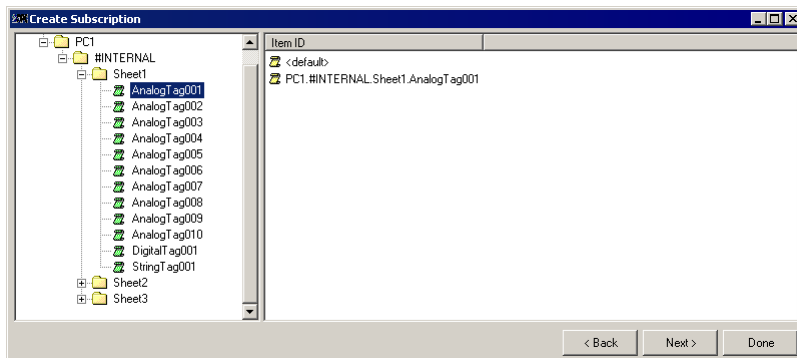 Create Subscription
PC1
#INTERNAL
Sheet1
AnalogTag001
AnalogTag002
AnalogTag003
AnalogTag004
AnalogTag005
AnalogTag006
AnalogTag007
AnalogTag008
AnalogTag009
AnalogTag010
DigitalTag001
StringTag001
Sheet2
Sheet3
Item ID
<default>
PC1.#INTERNAL.Sheet1.AnalogTag001
< Back
Next >
Done